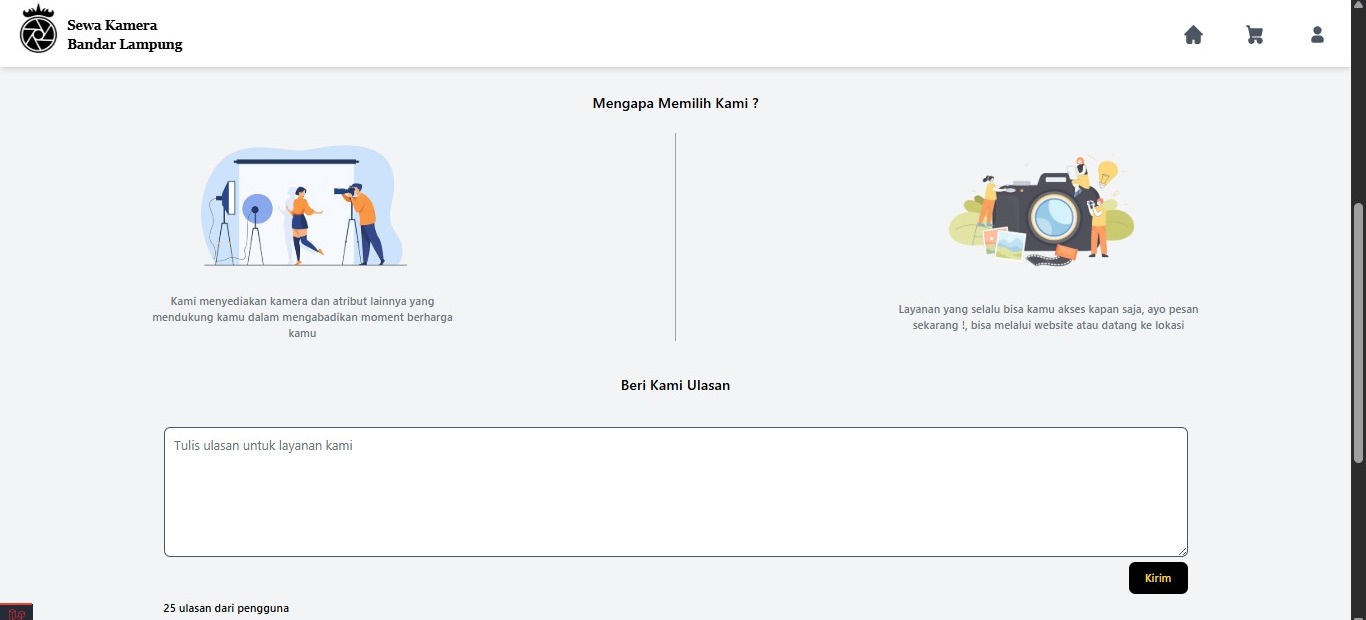 Sewa Kamera
Bandar Lampung
Mengapa Memilih Kami ?
Kami menyediakan kamera dan atribut lainnya yang
mendukung kamu dalam mengabadikan moment berharga
kamu
Layanan yang selalu bisa kamu akses kapan saja, ayo pesan
sekarang !, bisa melalui website atau datang ke lokasi
Beri Kami Ulasan
Tulis ulasan untuk layanan kami
Kirim
25 ulasan dari pengguna